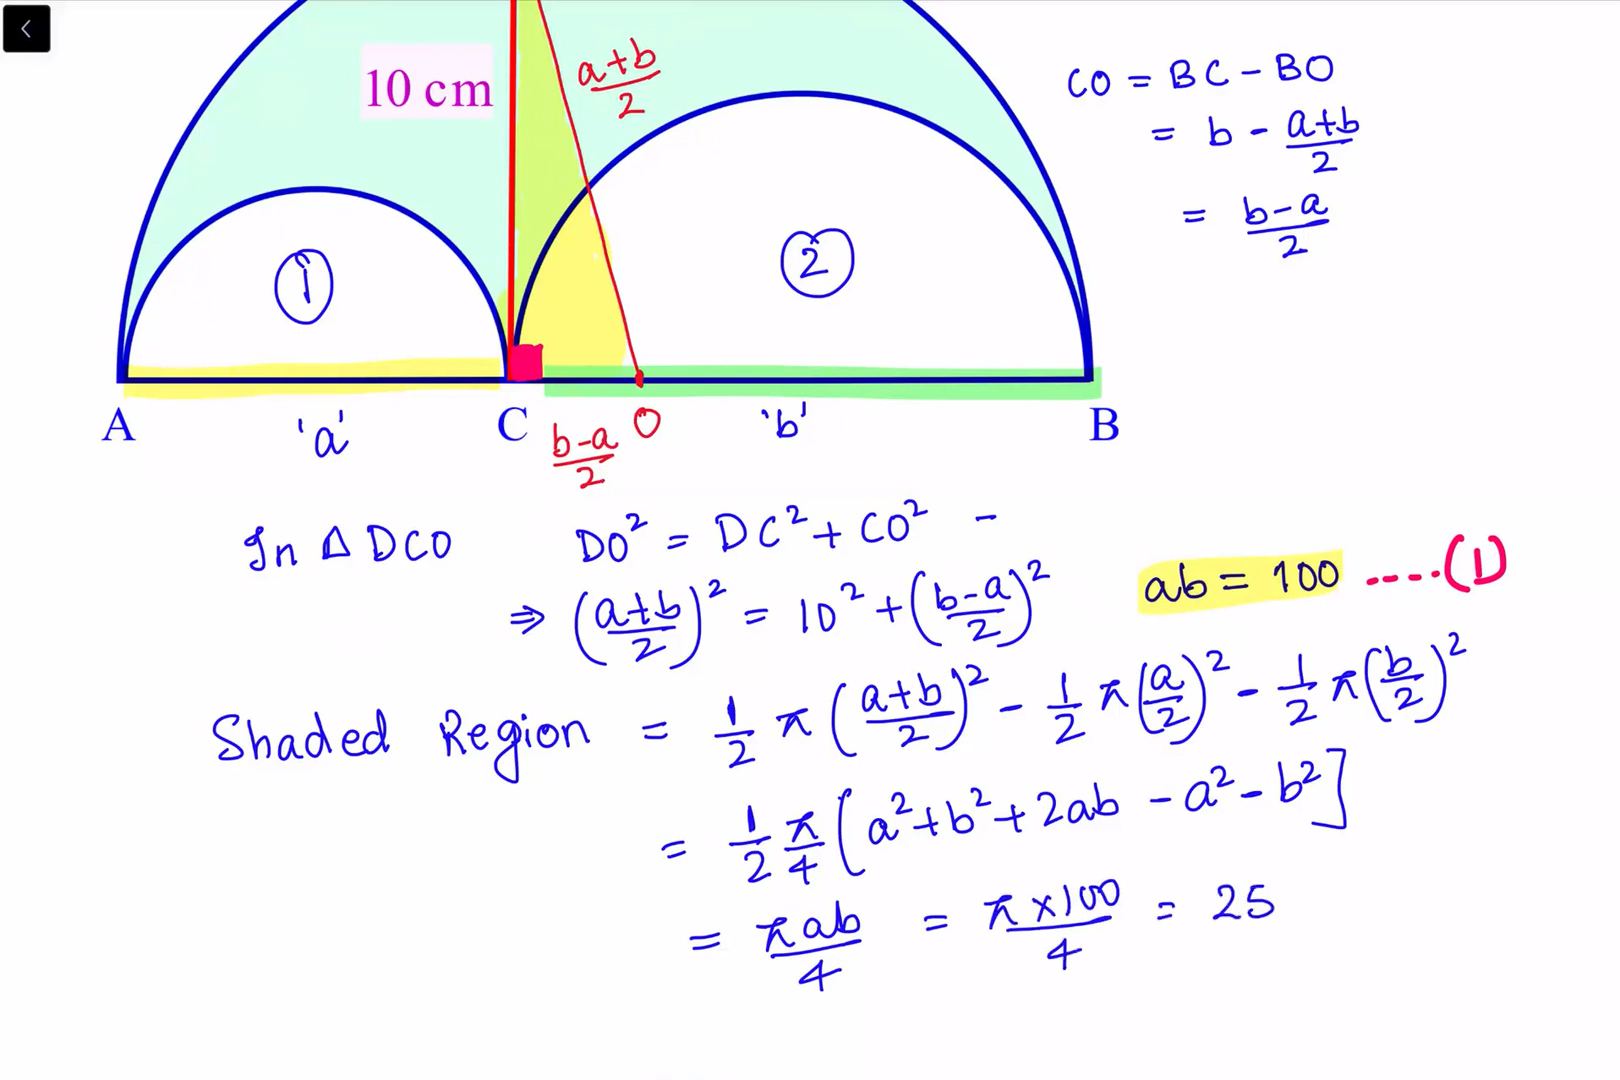 10 cm
a+b/2
CO = BC - BO
= b - a+b/2
= b-a/2
1
2
A
'a'
C
b-a/2
O
'b'
B
In Δ DCO
DO² = DC² + CO² -
⇒ (a+b/2)² = 10² + (b-a/2)²
ab = 100 ....(1)
Shaded Region = 1/2 π (a+b/2)² - 1/2 π (a/2)² - 1/2 π (b/2)²
= 1/2 π/4 [a² + b² + 2ab - a² - b²]
= πab/4 = π×100/4 = 25